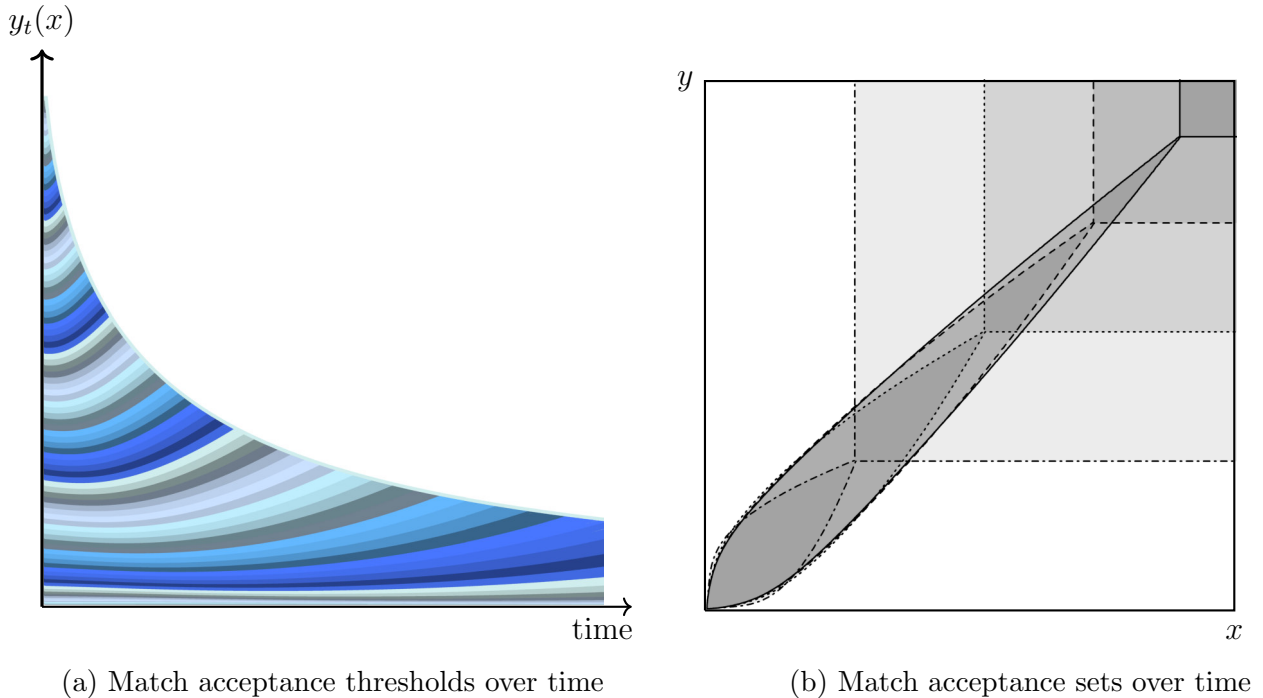 y_t(x)
time
(a) Match acceptance thresholds over time
y
x
(b) Match acceptance sets over time